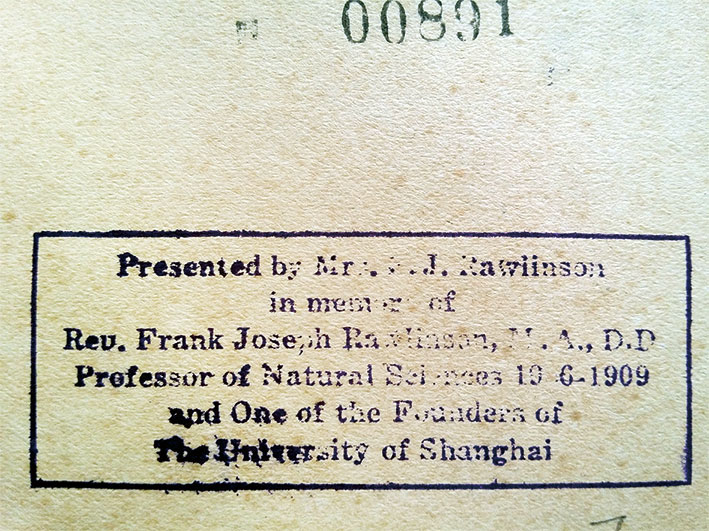 00891
Presented by Mrs. F.J. Rawlinson
in memory of
Rev. Frank Joseph Rawlinson, M.A., D.D
Professor of Natural Sciences 1906-1909
and One of the Founders of
The University of Shanghai